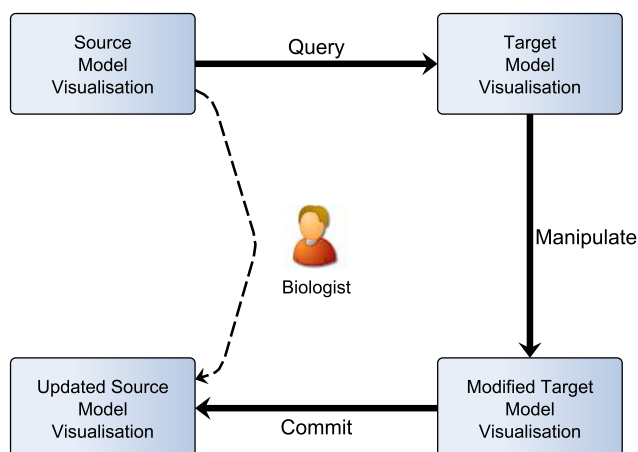 Source
Model
Visualisation
Query
Target
Model
Visualisation
Manipulate
Biologist
Updated Source
Model
Visualisation
Commit
Modified Target
Model
Visualisation